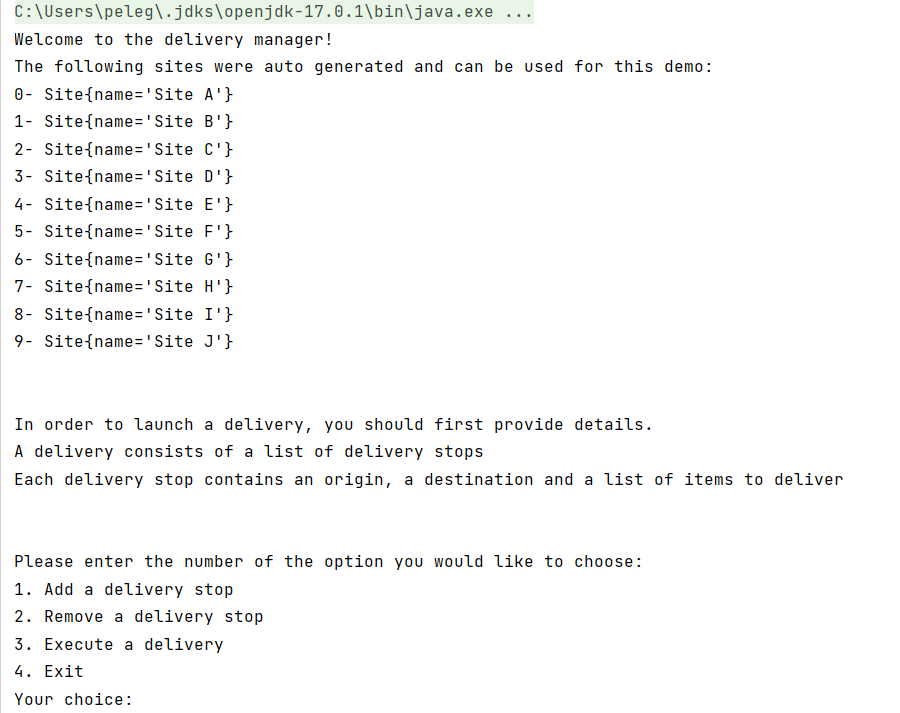 C:\Users\peleg\.jdks\openjdk-17.0.1\bin\java.exe ...
Welcome to the delivery manager!
The following sites were auto generated and can be used for this demo:
0- Site{name='Site A'}
1- Site{name='Site B'}
2- Site{name='Site C'}
3- Site{name='Site D'}
4- Site{name='Site E'}
5- Site{name='Site F'}
6- Site{name='Site G'}
7- Site{name='Site H'}
8- Site{name='Site I'}
9- Site{name='Site J'}
In order to launch a delivery, you should first provide details.
A delivery consists of a list of delivery stops
Each delivery stop contains an origin, a destination and a list of items to deliver
Please enter the number of the option you would like to choose:
1. Add a delivery stop
2. Remove a delivery stop
3. Execute a delivery
4. Exit
Your choice: